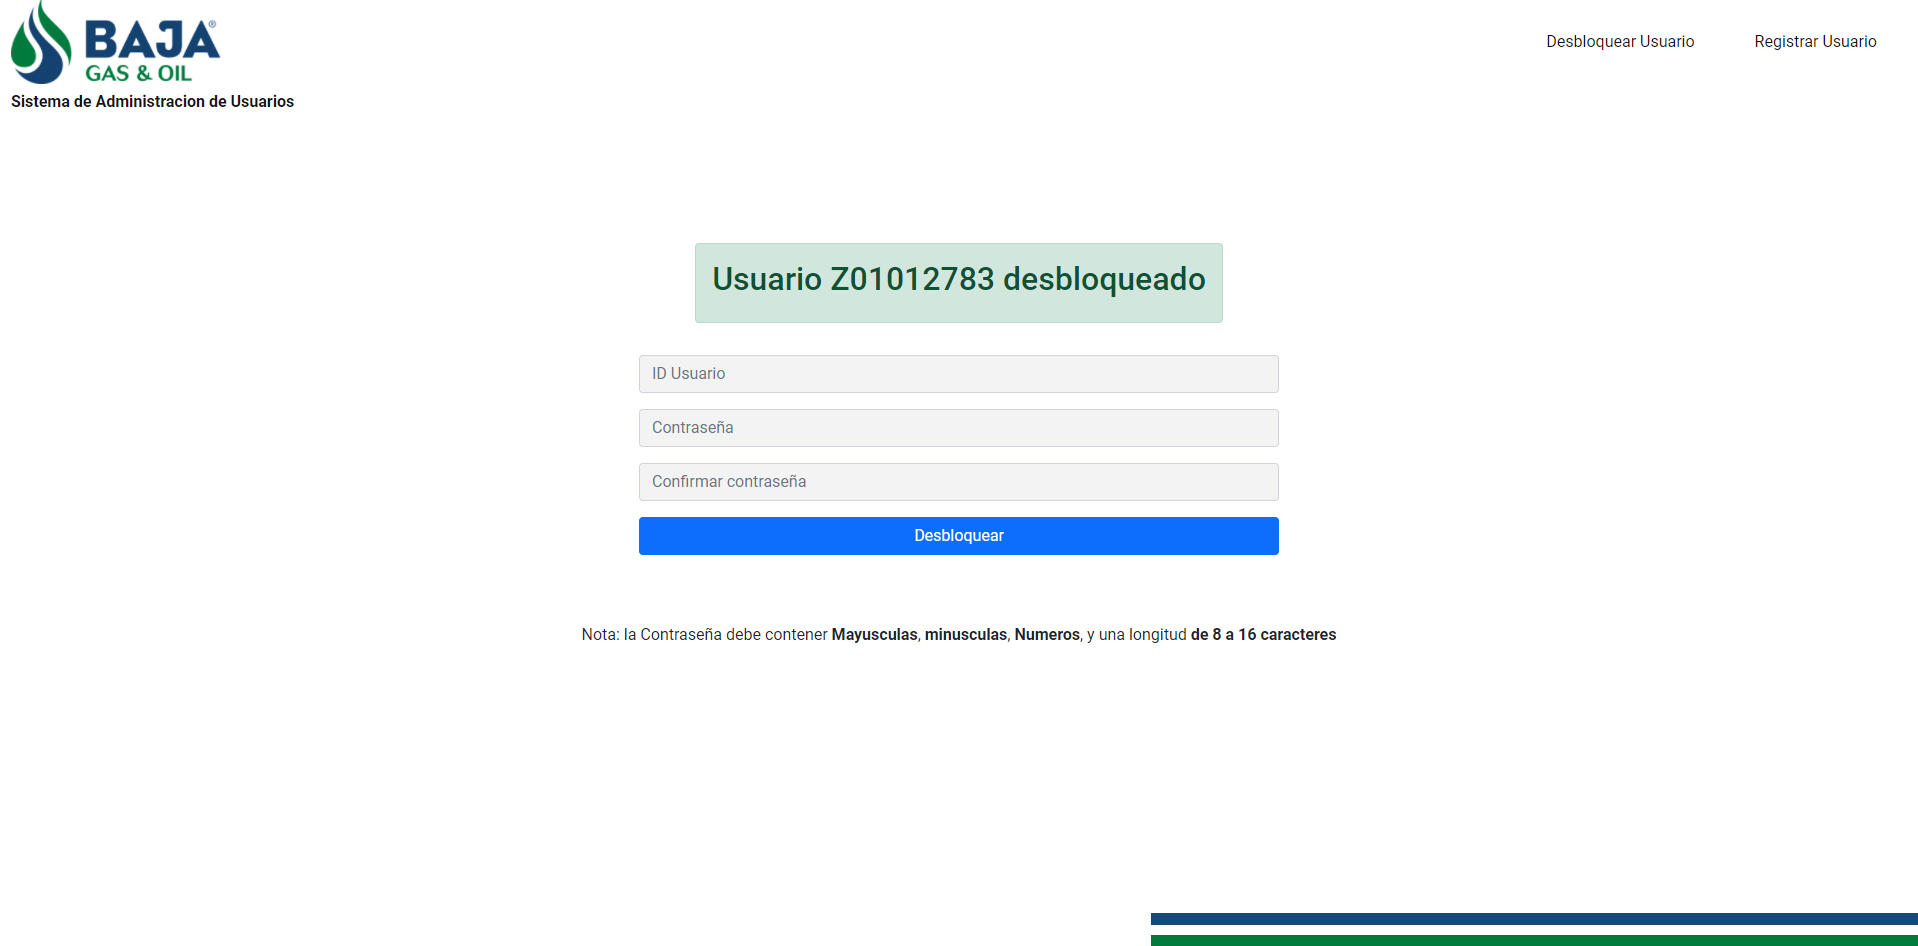 BAJA®
GAS & OIL
Sistema de Administracion de Usuarios
Desbloquear Usuario
Registrar Usuario
Usuario Z01012783 desbloqueado
ID Usuario
Contraseña
Confirmar contraseña
Desbloquear
Nota: la Contraseña debe contener Mayusculas, minusculas, Numeros, y una longitud de 8 a 16 caracteres